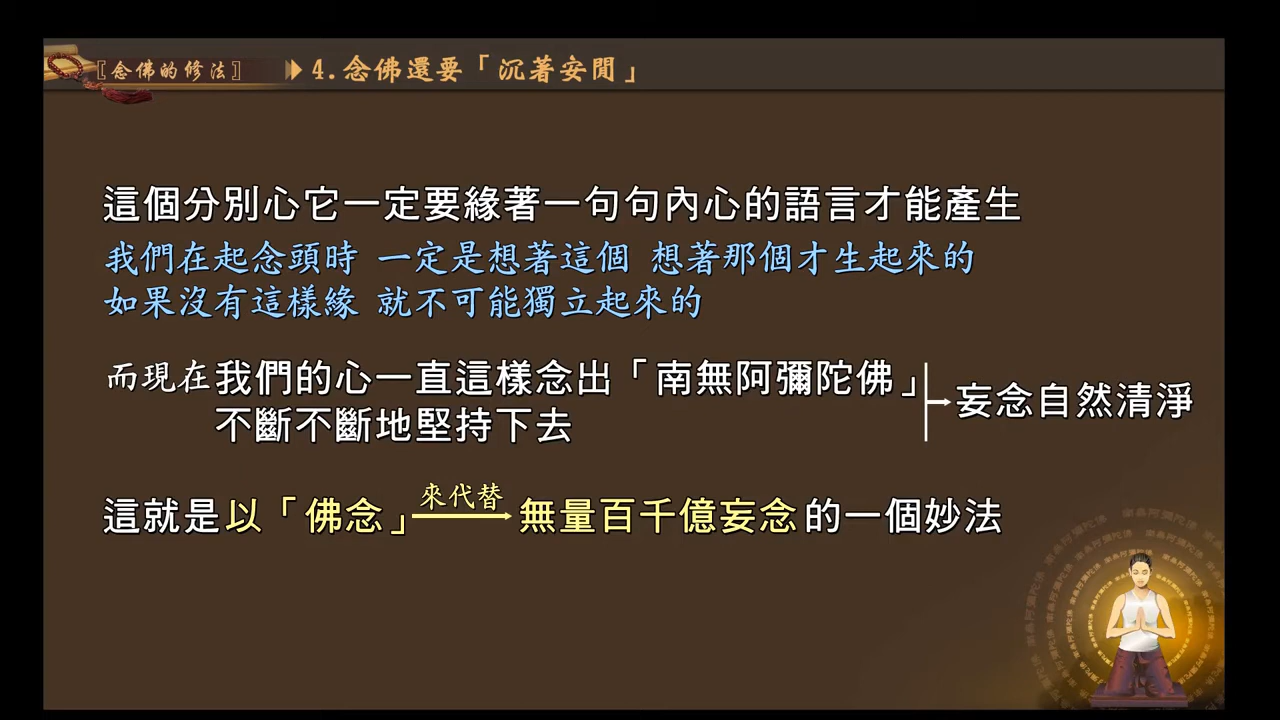 [念佛的修法] 4.念佛還要「沉著安閒」
這個分別心它一定要緣著一句句內心的語言才能產生
我們在起念頭時 一定是想著這個 想著那個才生起來的
如果沒有這樣緣 就不可能獨立起來的
而現在我們的心一直這樣念出「南無阿彌陀佛」
不斷不斷地堅持下去
妄念自然清淨
來代替
這就是以「佛念」無量百千億妄念的一個妙法